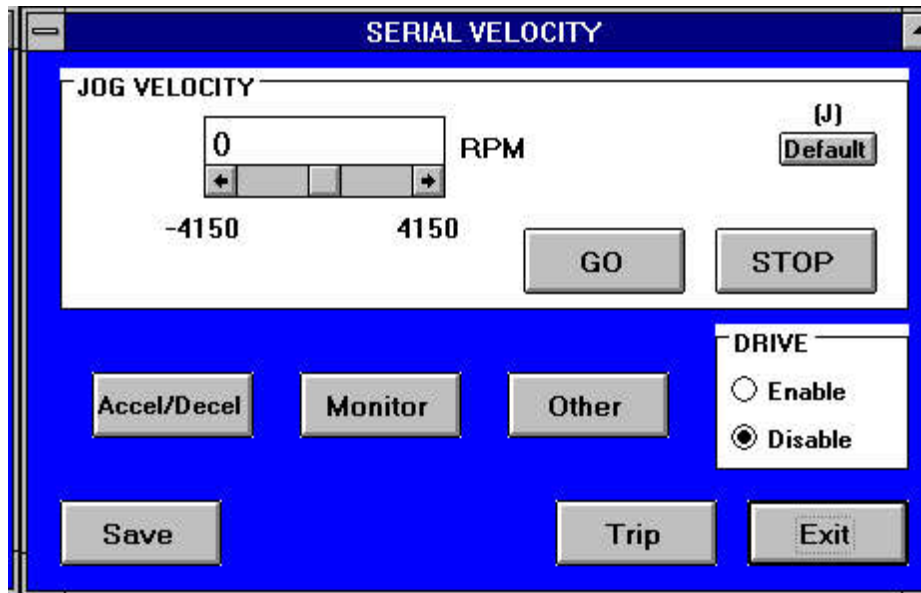 SERIAL VELOCITY
JOG VELOCITY
(J)
0 RPM Default
-4150 4150
GO STOP
DRIVE
Enable
Accel/Decel Monitor Other
Disable
Save Trip Exit